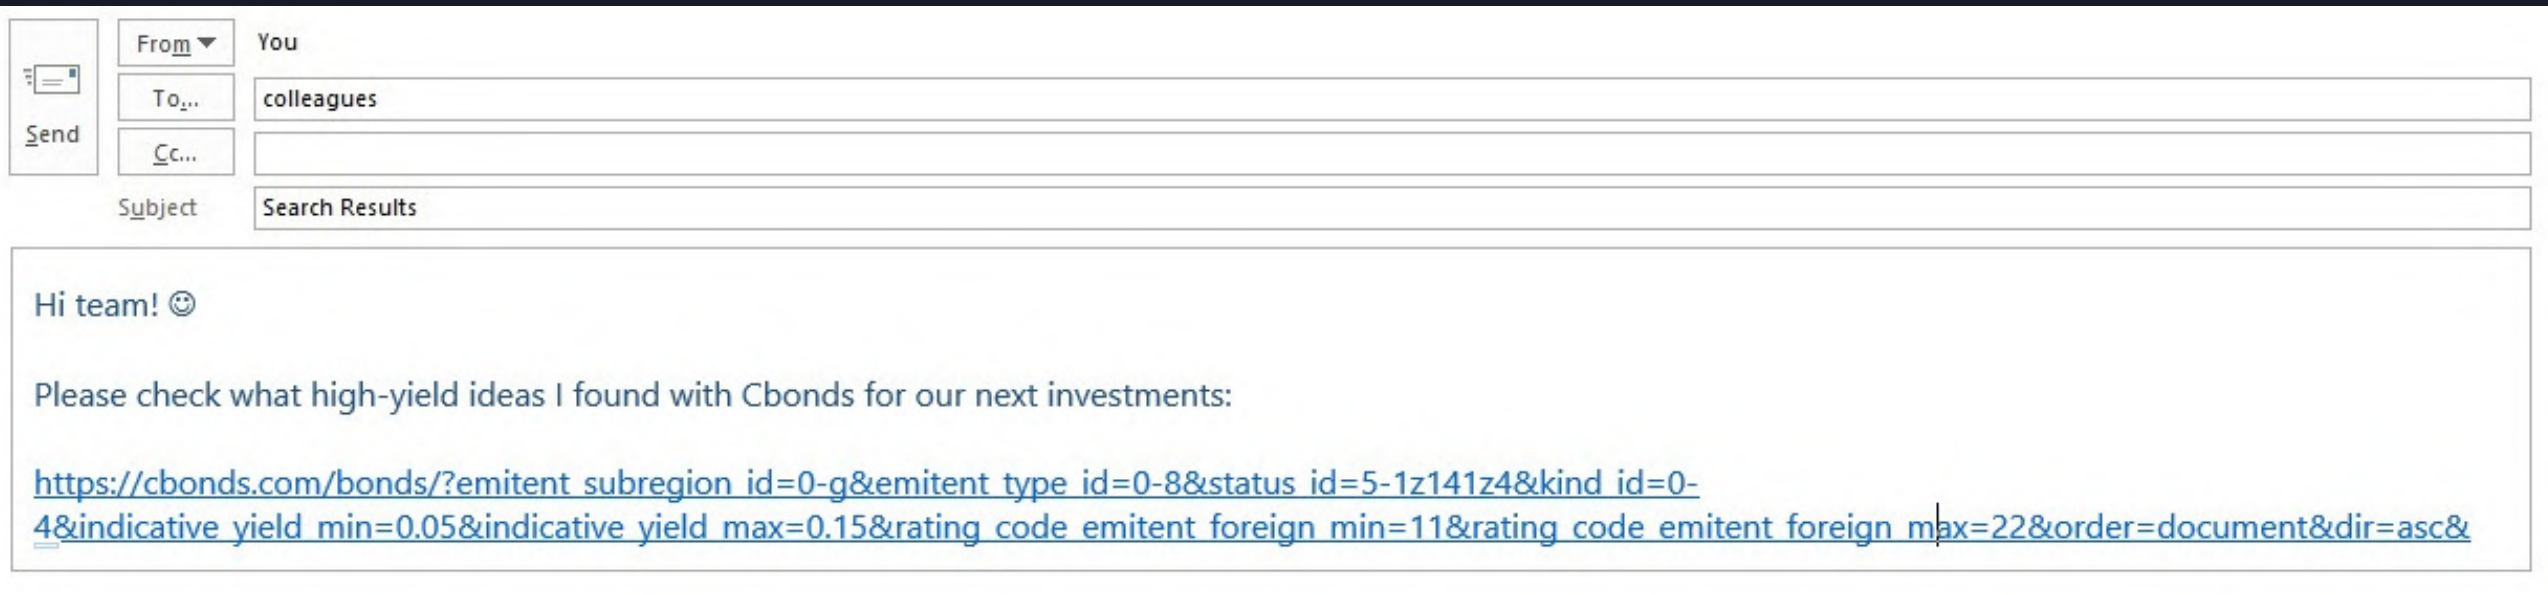 From You
To... colleagues
Send
Cc...
Subject Search Results
Hi team! ☺
Please check what high-yield ideas I found with Cbonds for our next investments:
https://cbonds.com/bonds/?emitent_subregion_id=0-g&emitent_type_id=0-8&status_id=5-1z141z4&kind_id=0-
4&indicative_yield_min=0.05&indicative_yield_max=0.15&rating_code_emitent_foreign_min=11&rating_code_emitent_foreign_max=22&order=document&dir=asc&